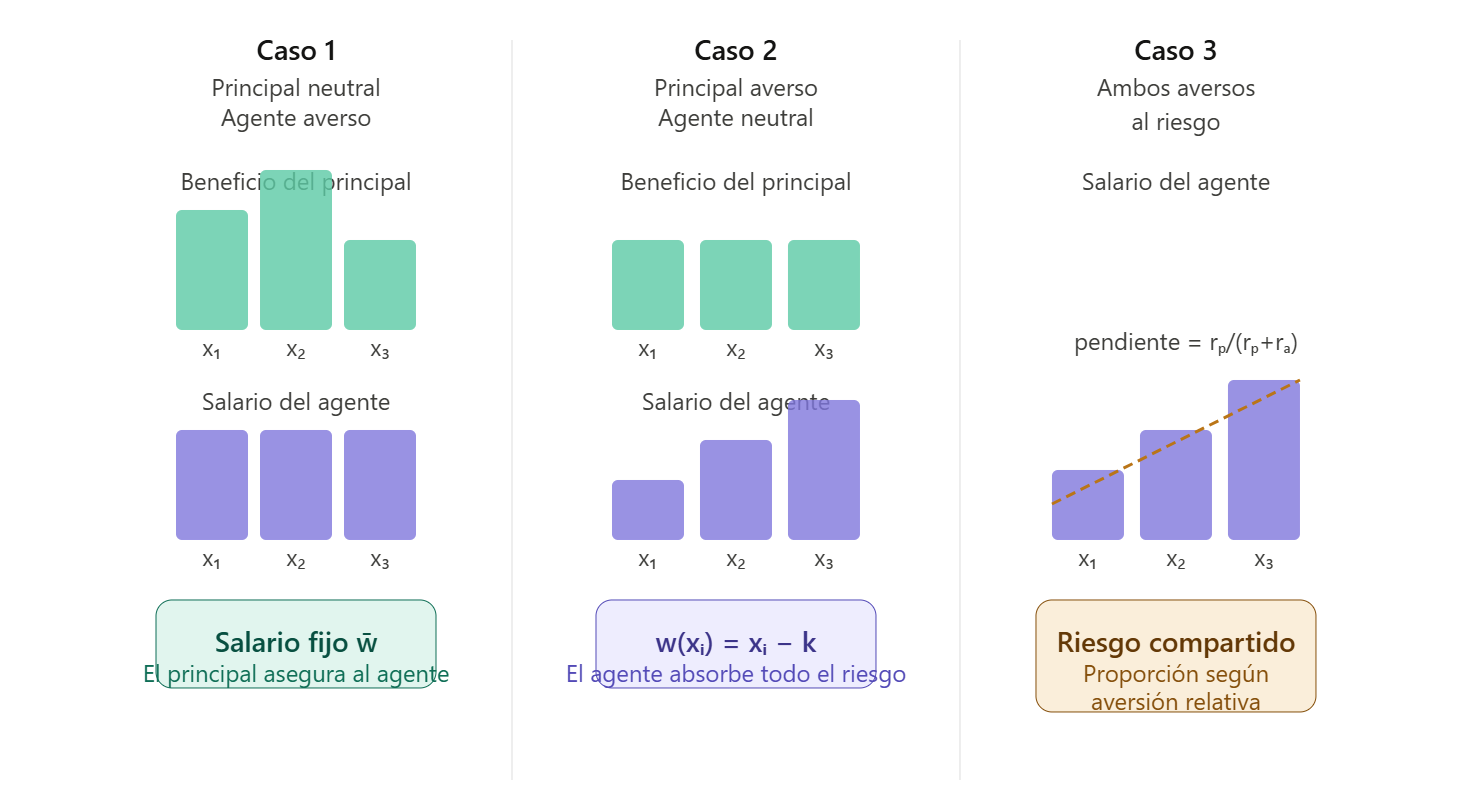 Caso 1
Principal neutral
Agente averso
Beneficio del principal
x₁ x₂ x₃
Salario del agente
x₁ x₂ x₃
Salario fijo w̄
El principal asegura al agente
Caso 2
Principal averso
Agente neutral
Beneficio del principal
x₁ x₂ x₃
Salario del agente
x₁ x₂ x₃
w(xᵢ) = xᵢ − k
El agente absorbe todo el riesgo
Caso 3
Ambos aversos
al riesgo
Salario del agente
pendiente = rₚ/(rₚ+rₐ)
x₁ x₂ x₃
Riesgo compartido
Proporción según
aversión relativa